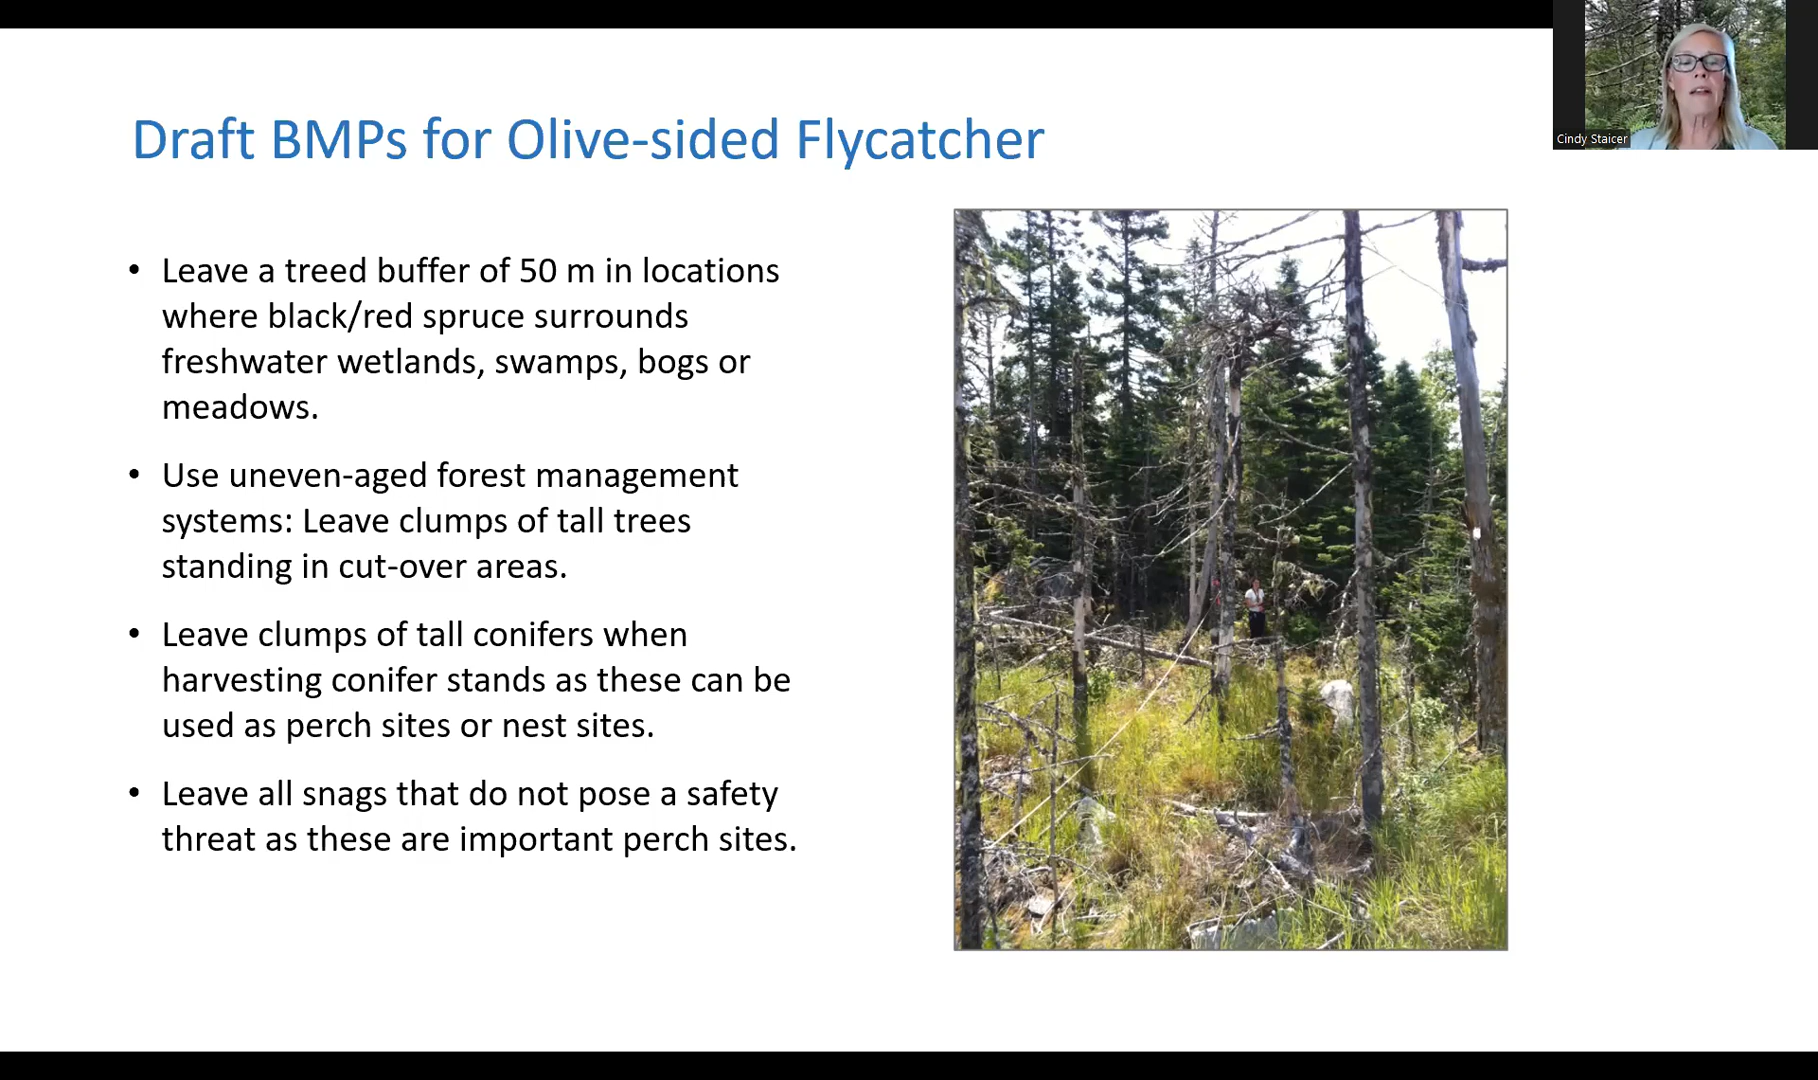 Cindy Staicer
Draft BMPs for Olive-sided Flycatcher
• Leave a treed buffer of 50 m in locations
where black/red spruce surrounds
freshwater wetlands, swamps, bogs or
meadows.
• Use uneven-aged forest management
systems: Leave clumps of tall trees
standing in cut-over areas.
• Leave clumps of tall conifers when
harvesting conifer stands as these can be
used as perch sites or nest sites.
• Leave all snags that do not pose a safety
threat as these are important perch sites.